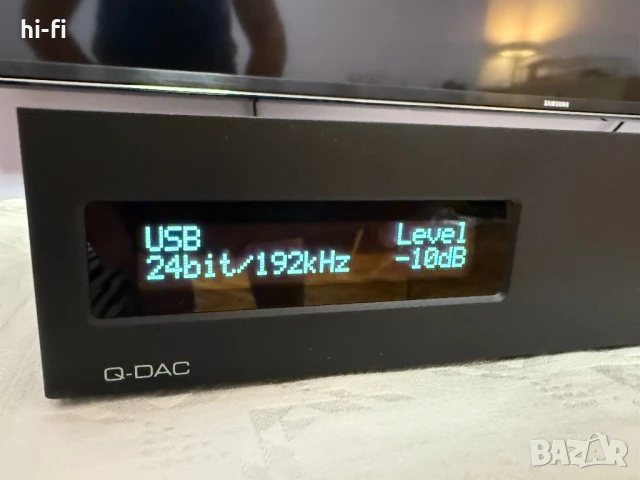 hi-fi
SAMSUNG
USB Level
24bit/192kHz -10dB
Q-DAC
BAZAR